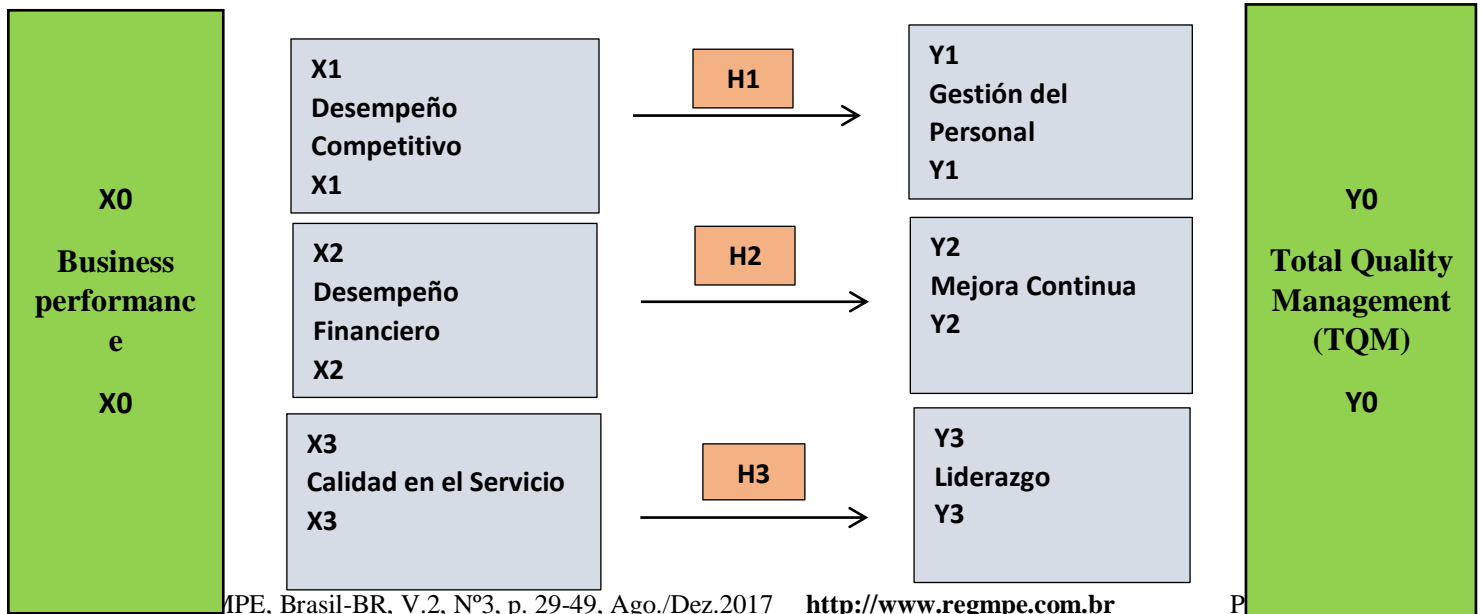 X0
Business
performanc
e
X0
X1
Desempeño
Competitivo
X1
H1
Y1
Gestión del
Personal
Y1
X2
Desempeño
Financiero
X2
H2
Y2
Mejora Continua
Y2
X3
Calidad en el Servicio
X3
H3
Y3
Liderazgo
Y3
Y0
Total Quality
Management
(TQM)
Y0
MPE, Brasil-BR, V.2, Nº3, p. 29-49, Ago./Dez.2017 http://www.regmpe.com.br P